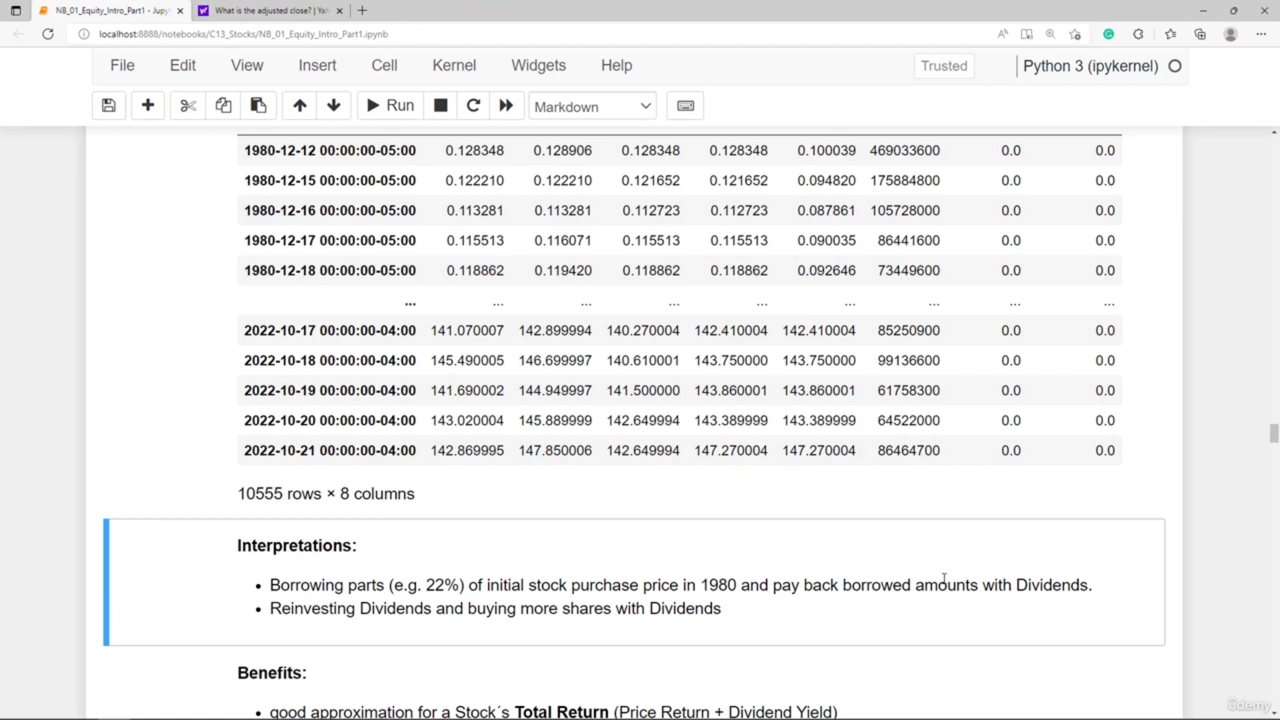 NB_01_Equity_Intro_Part1 - Jupyt
What is the adjusted close? | Yah
localhost:8888/notebooks/C13_Stocks/NB_01_Equity_Intro_Part1.ipynb
File Edit View Insert Cell Kernel Widgets Help Trusted Python 3 (ipykernel)
Run Markdown
1980-12-12 00:00:00-05:00 0.128348 0.128906 0.128348 0.128348 0.100039 469033600 0.0 0.0
1980-12-15 00:00:00-05:00 0.122210 0.122210 0.121652 0.121652 0.094820 175884800 0.0 0.0
1980-12-16 00:00:00-05:00 0.113281 0.113281 0.112723 0.112723 0.087861 105728000 0.0 0.0
1980-12-17 00:00:00-05:00 0.115513 0.116071 0.115513 0.115513 0.090035 86441600 0.0 0.0
1980-12-18 00:00:00-05:00 0.118862 0.119420 0.118862 0.118862 0.092646 73449600 0.0 0.0
... ... ... ... ... ... ... ... ...
2022-10-17 00:00:00-04:00 141.070007 142.899994 140.270004 142.410004 142.410004 85250900 0.0 0.0
2022-10-18 00:00:00-04:00 145.490005 146.699997 140.610001 143.750000 143.750000 99136600 0.0 0.0
2022-10-19 00:00:00-04:00 141.690002 144.949997 141.500000 143.860001 143.860001 61758300 0.0 0.0
2022-10-20 00:00:00-04:00 143.020004 145.889999 142.649994 143.389999 143.389999 64522000 0.0 0.0
2022-10-21 00:00:00-04:00 142.869995 147.850006 142.649994 147.270004 147.270004 86464700 0.0 0.0
10555 rows × 8 columns
Interpretations:
• Borrowing parts (e.g. 22%) of initial stock purchase price in 1980 and pay back borrowed amounts with Dividends.
• Reinvesting Dividends and buying more shares with Dividends
Benefits:
• good approximation for a Stock´s Total Return (Price Return + Dividend Yield)
ûdemy